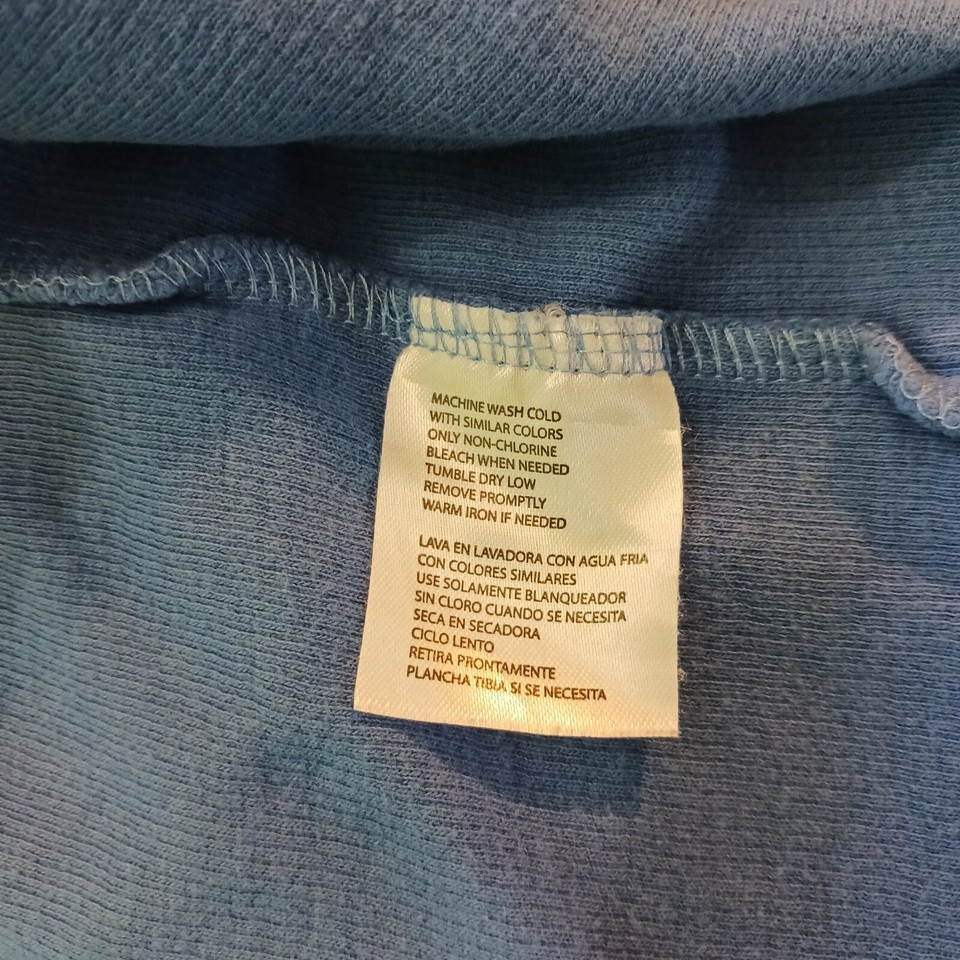 MACHINE WASH COLD
WITH SIMILAR COLORS
ONLY NON-CHLORINE
BLEACH WHEN NEEDED
TUMBLE DRY LOW
REMOVE PROMPTLY
WARM IRON IF NEEDED
LAVA EN LAVADORA CON AGUA FRIA
CON COLORES SIMILARES
USE SOLAMENTE BLANQUEADOR
SIN CLORO CUANDO SE NECESITA
SECA EN SECADORA
CICLO LENTO
RETIRA PRONTAMENTE
PLANCHA TIBIA SI SE NECESITA